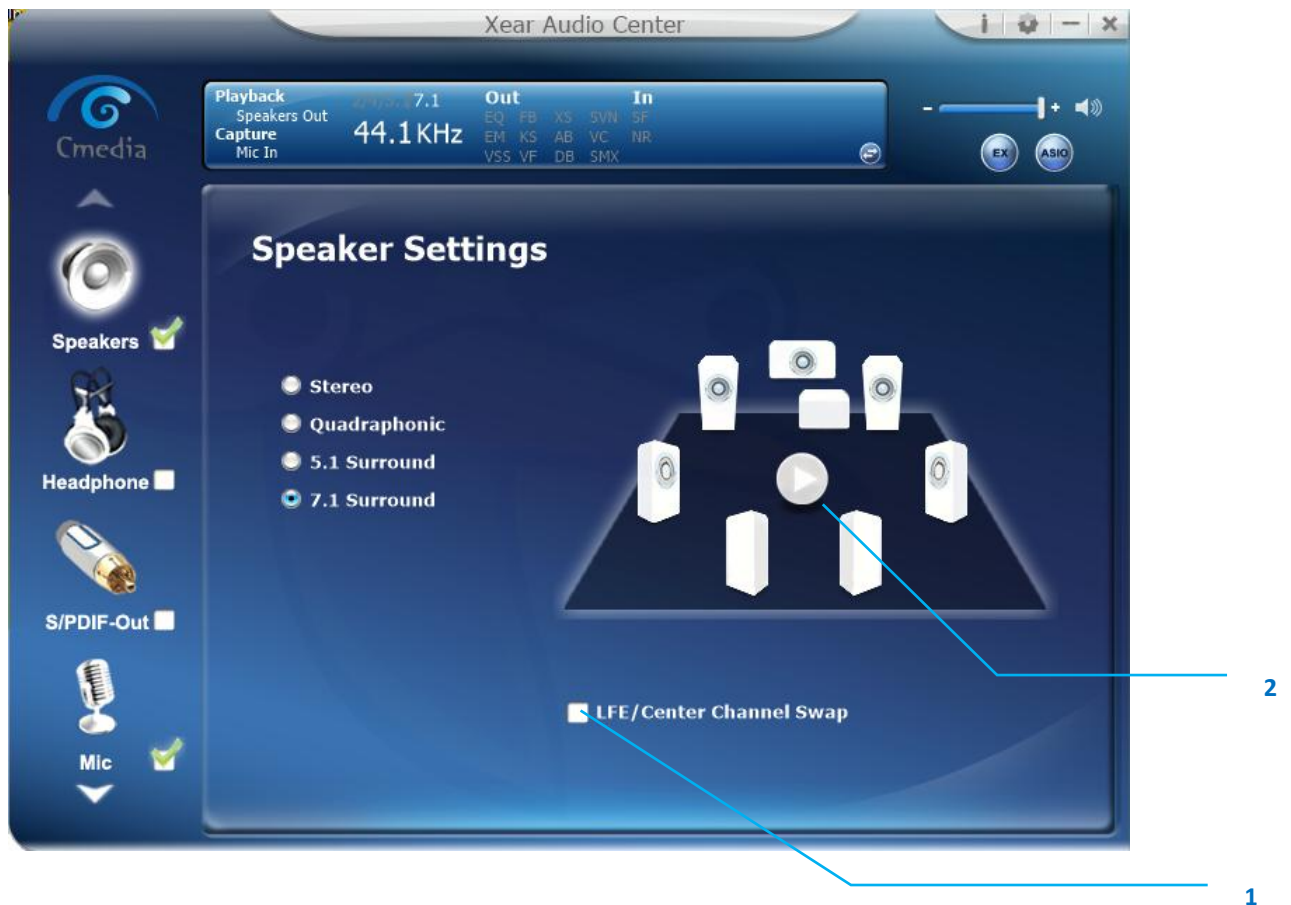 Xear Audio Center
i
Cmedia
Playback
Speakers Out
Capture
Mic In
7.1
44.1 KHz
Out In
EQ FB XS SVN SF
EM KS AB VC NR
VSS VF DB SMX
- +
EX ASIO
Speaker Settings
Speakers
Headphone
S/PDIF-Out
Mic
Stereo
Quadraphonic
5.1 Surround
7.1 Surround
LFE/Center Channel Swap
2
1